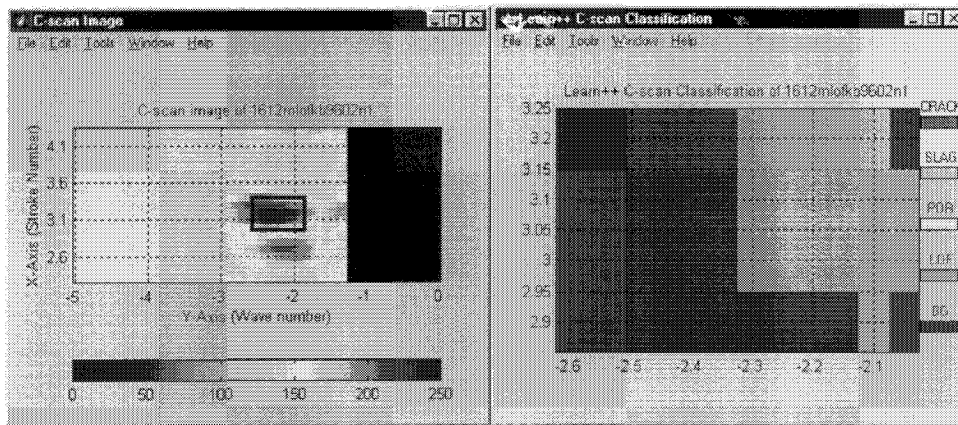 C-scan Image
File Edit Tools Window Help
C-scan image of 1612mlofkb9602n1
X-Axis (Stroke Number)
4.1
3.6
3.1
2.6
-5 -4 -3 -2 -1 0
Y-Axis (Wave number)
0 50 100 150 200 250
Learn++ C-scan Classification
File Edit Tools Window Help
Learn++ C-scan Classification of 1612mlofkb9602n1
3.25
3.2
3.15
3.1
3.05
3
2.95
2.9
-2.6 -2.5 -2.4 -2.3 -2.2 -2.1
CRACK
SLAG
POR
LOF
BG